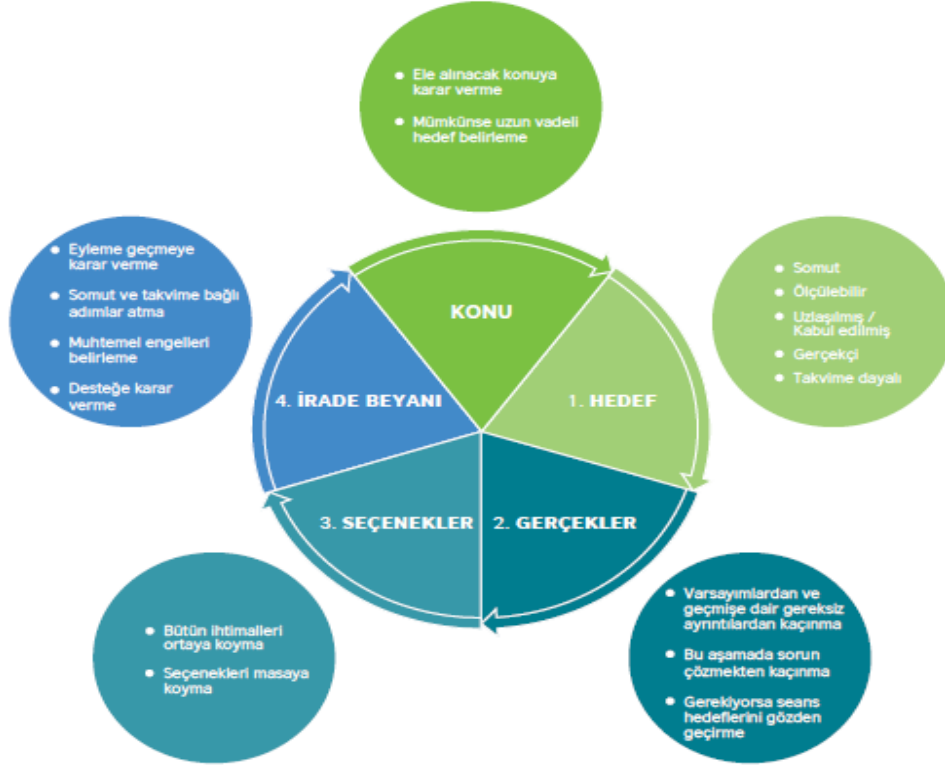 • Ele alınacak konuya
karar verme
• Mümkünse uzun vadeli
hedef belirleme
KONU
• Somut
• Ölçülebilir
• Uzlaşılmış /
Kabul edilmiş
• Gerçekçi
• Takvime dayalı
1. HEDEF
2. GERÇEKLER
• Varsayımlardan ve
geçmişe dair gereksiz
ayrıntılardan kaçınma
• Bu aşamada sorun
çözmekten kaçınma
• Gerekiyorsa seans
hedeflerini gözden
geçirme
3. SEÇENEKLER
• Bütün ihtimalleri
ortaya koyma
• Seçenekleri masaya
koyma
4. İRADE BEYANI
• Eyleme geçmeye
karar verme
• Somut ve takvime bağlı
adımlar atma
• Muhtemel engelleri
belirleme
• Desteğe karar
verme